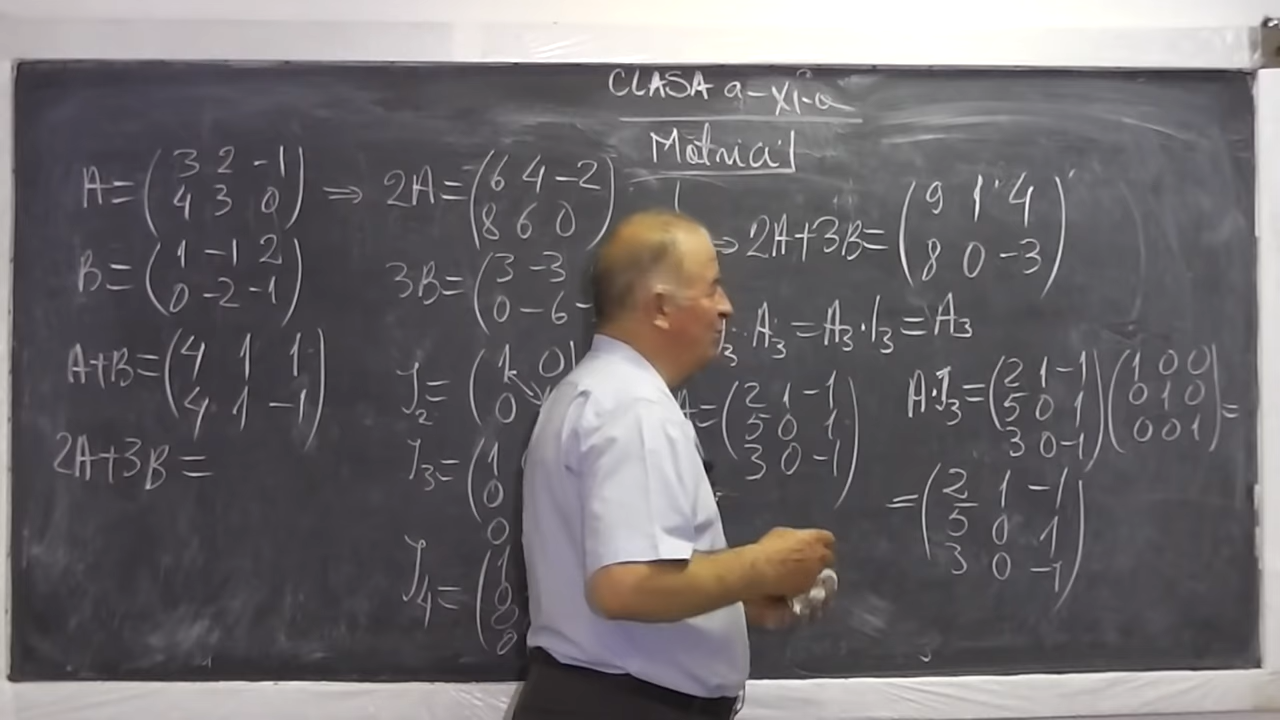 CLASA a-XI-a
Matrici
A=(3 2 -1
4 3 0)
B=(1 -1 2
0 -2 -1)
A+B=(4 1 1
4 1 -1)
2A+3B=
⇒ 2A=(6 4 -2
8 6 0)
3B=(3 -3
0 -6 -
I2=(1 0
0
I3=(1
0
0
I4=(1
0
0
0
⇒ 2A+3B=(9 1 4
8 0 -3)
3·A3=A3·I3=A3
A=(2 1 -1
5 0 1
3 0 -1)
A·I3=(2 1 -1
5 0 1
3 0 -1)(1 0 0
0 1 0
0 0 1)=
=(2 1 -1
5 0 1
3 0 -1)